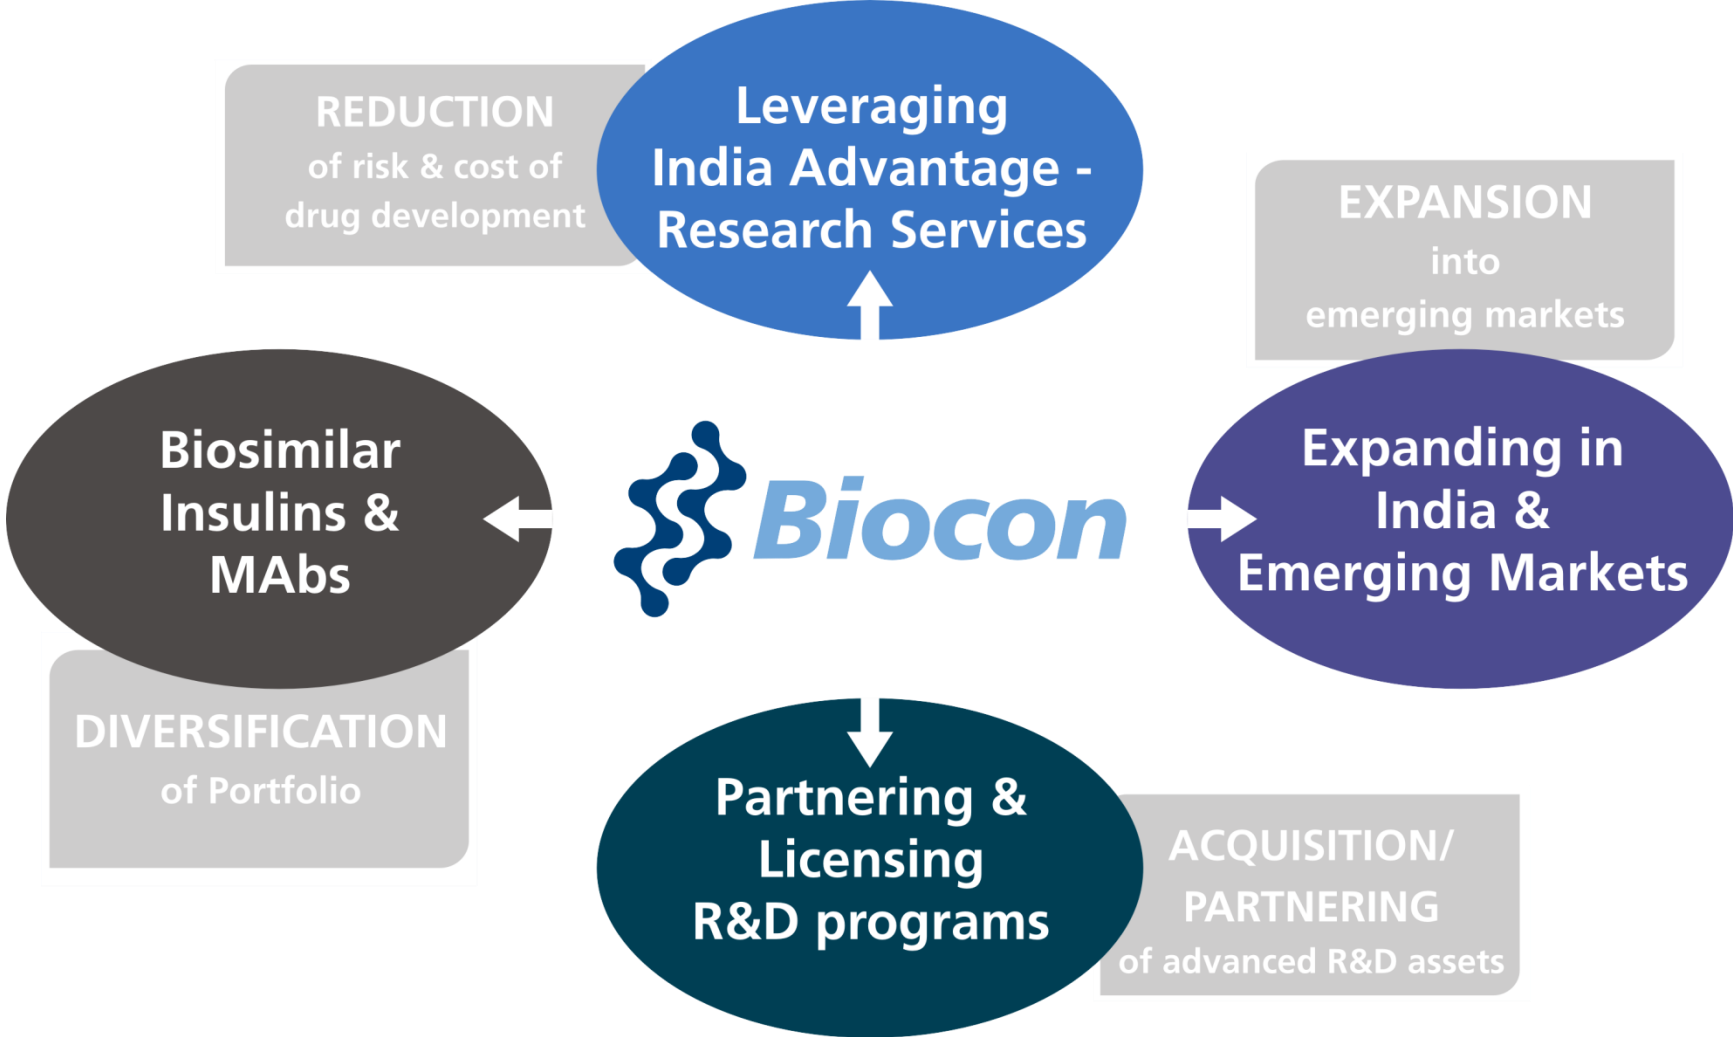 REDUCTION
of risk & cost of
drug development
Leveraging
India Advantage -
Research Services
EXPANSION
into
emerging markets
Biosimilar
Insulins &
MAbs
Biocon
Expanding in
India &
Emerging Markets
DIVERSIFICATION
of Portfolio
Partnering &
Licensing
R&D programs
ACQUISITION/
PARTNERING
of advanced R&D assets